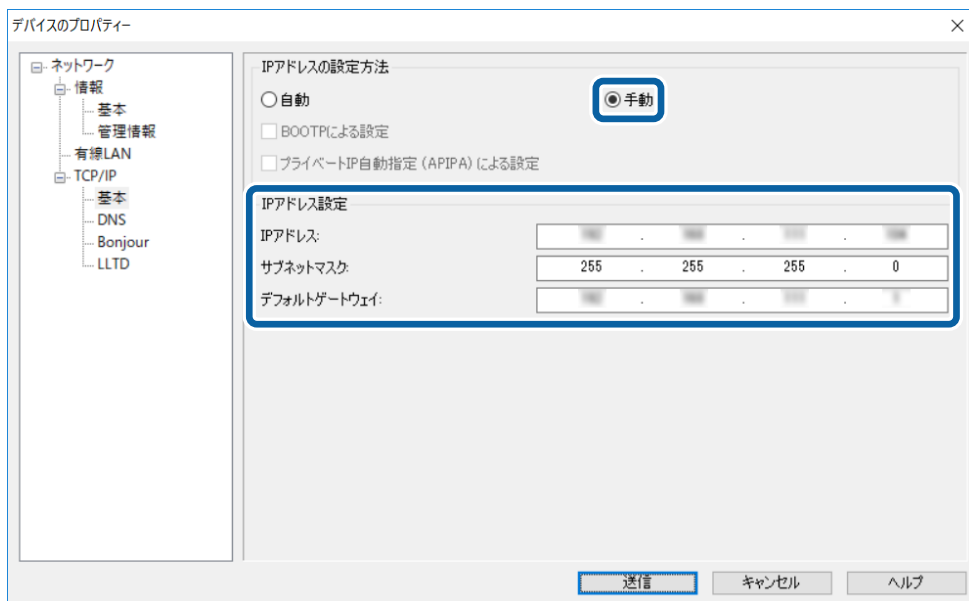 デバイスのプロパティー
ネットワーク
情報
基本
管理情報
有線LAN
TCP/IP
基本
DNS
Bonjour
LLTD
IPアドレスの設定方法
自動 手動
BOOTPによる設定
プライベートIP自動指定 (APIPA) による設定
IPアドレス設定
IPアドレス: . . .
サブネットマスク: 255 . 255 . 255 . 0
デフォルトゲートウェイ: . . .
送信 キャンセル ヘルプ